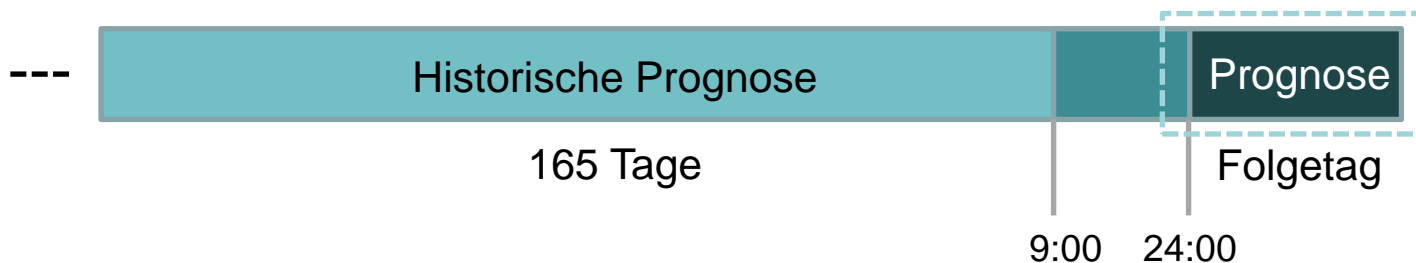 --- Historische Prognose Prognose
165 Tage Folgetag
9:00 24:00